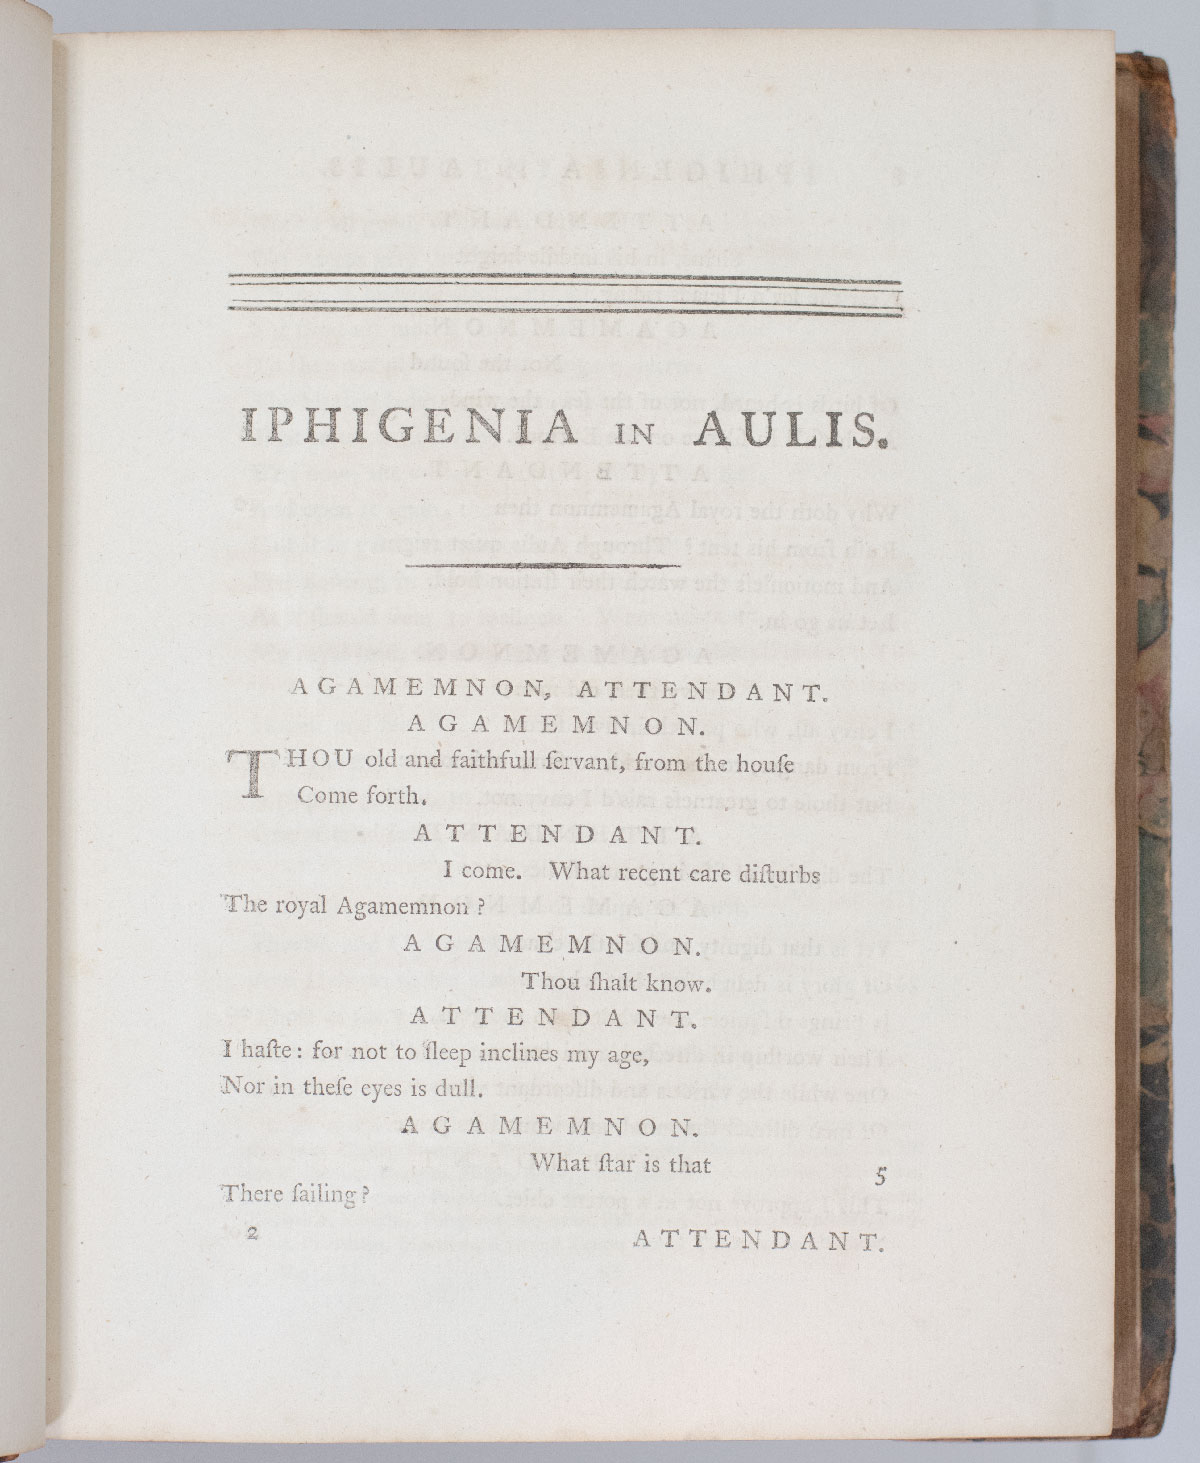 IPHIGENIA IN AULIS.
AGAMEMNON, ATTENDANT.
AGAMEMNON.
THOU old and faithfull ſervant, from the houſe
Come forth.
ATTENDANT.
I come. What recent care diſturbs
The royal Agamemnon?
AGAMEMNON.
Thou ſhalt know.
ATTENDANT.
I haſte: for not to ſleep inclines my age,
Nor in theſe eyes is dull.
AGAMEMNON.
What ſtar is that 5
There ſailing?
2 ATTENDANT.